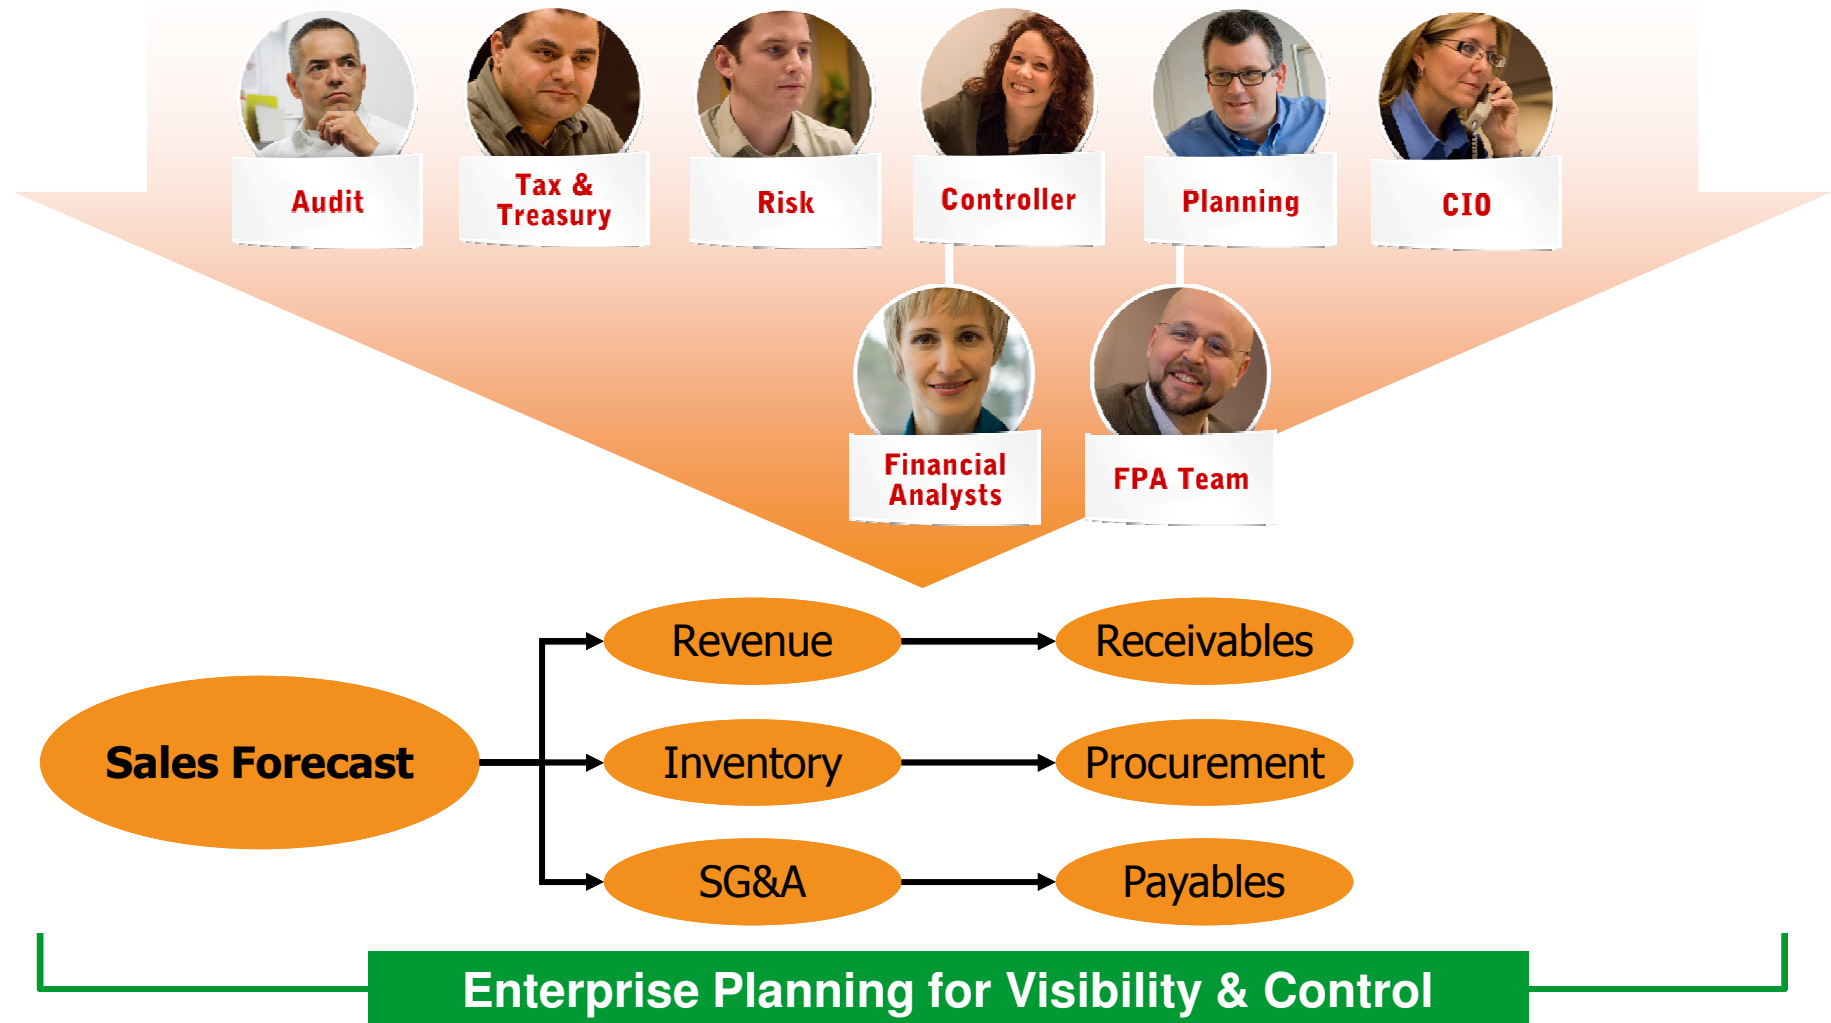 Audit
Tax &
Treasury
Risk
Controller
Planning
CIO
Financial
Analysts
FPA Team
Revenue
Receivables
Sales Forecast
Inventory
Procurement
SG&A
Payables
Enterprise Planning for Visibility & Control